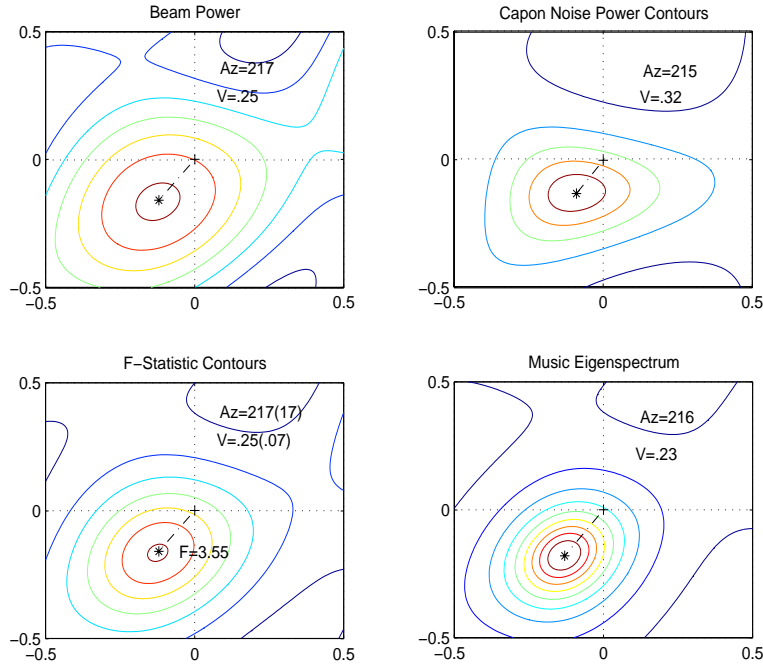 Beam Power
0.5
Az=217
V=.25
0
−0.5
−0.5
0
0.5
Capon Noise Power Contours
0.5
Az=215
V=.32
0
−0.5
−0.5
0
0.5
F−Statistic Contours
0.5
Az=217(17)
V=.25(.07)
0
F=3.55
−0.5
−0.5
0
0.5
Music Eigenspectrum
0.5
Az=216
V=.23
0
−0.5
−0.5
0
0.5